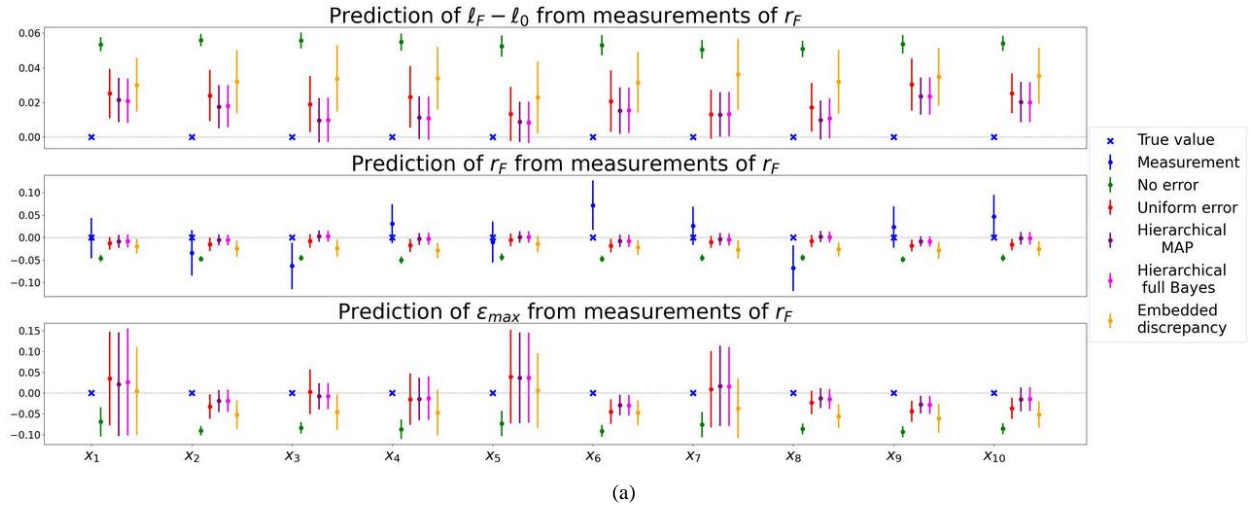 Prediction of ℓ_F − ℓ_0 from measurements of r_F
0.06
0.04
0.02
0.00
Prediction of r_F from measurements of r_F
0.10
0.05
0.00
−0.05
−0.10
Prediction of ε_max from measurements of r_F
0.15
0.10
0.05
0.00
−0.05
−0.10
x_1 x_2 x_3 x_4 x_5 x_6 x_7 x_8 x_9 x_10
True value
Measurement
No error
Uniform error
Hierarchical
MAP
Hierarchical
full Bayes
Embedded
discrepancy
(a)